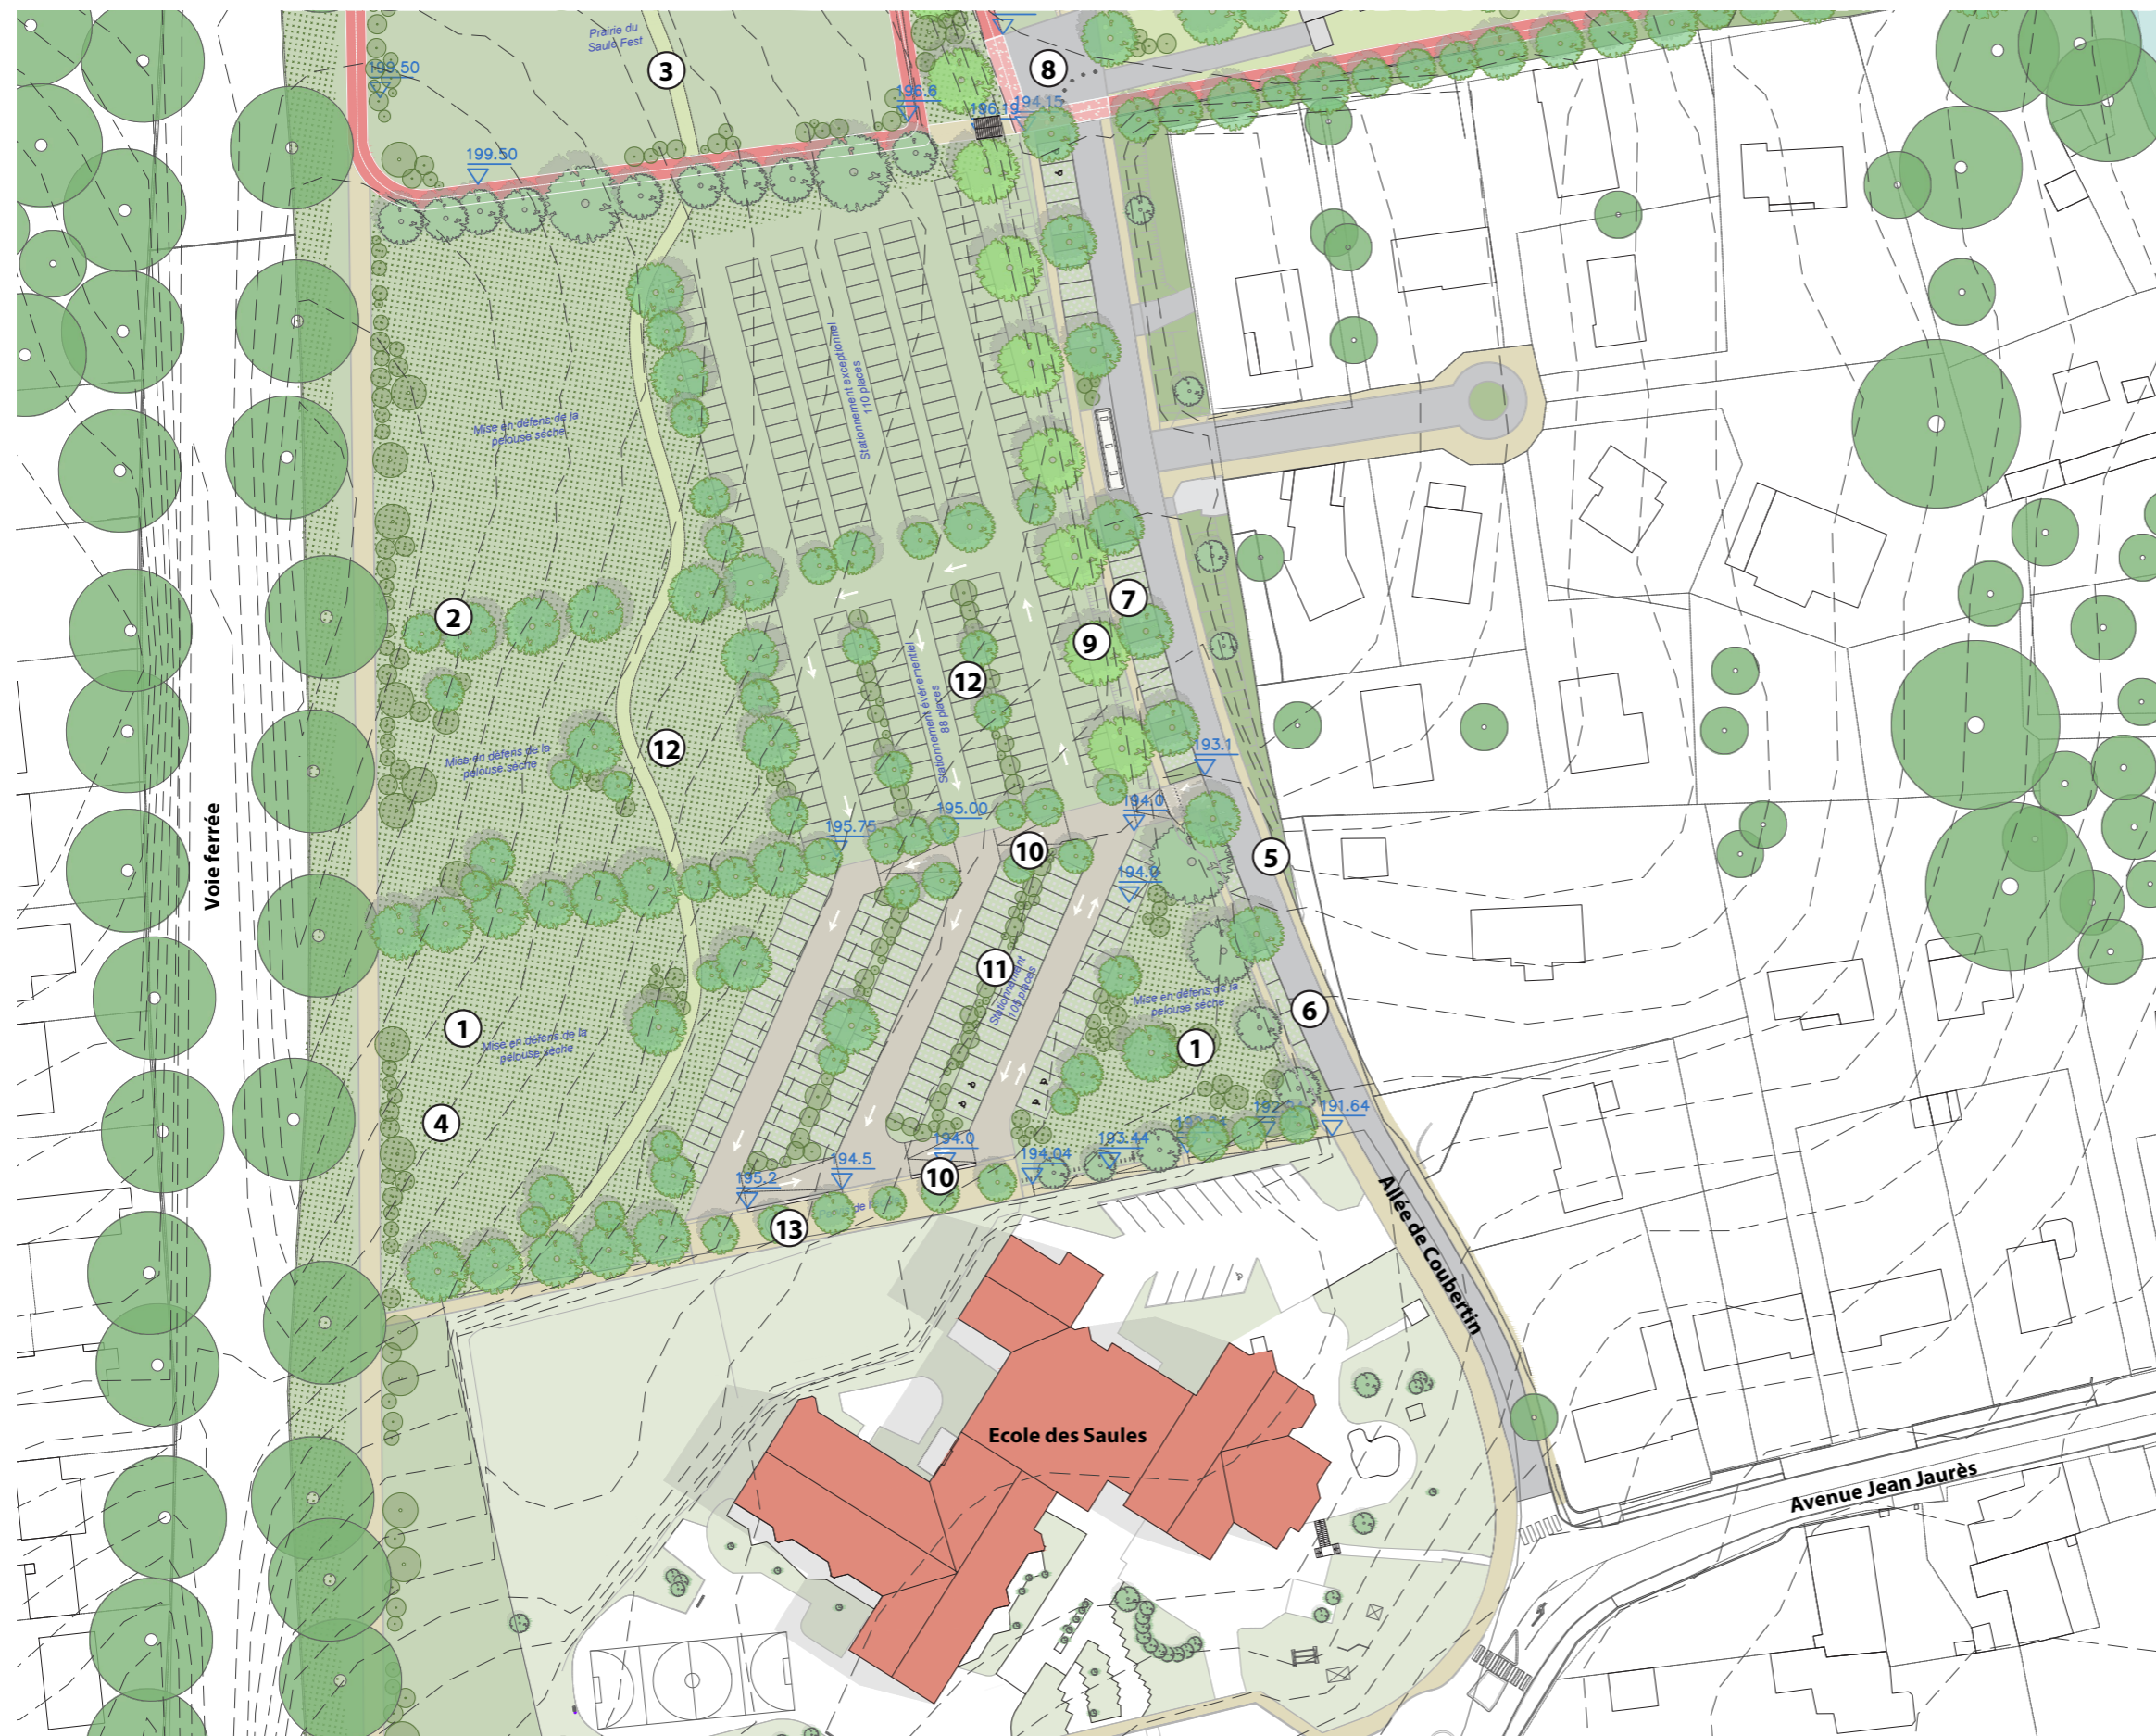 Prairie du
Saule Fest
3
8
199.50
196.6
196.19
194.15
199.50
Stationnement exceptionnel
110 places
Mise en défens de la
pelouse sèche
2
7
9
12
Stationnement événementiel
88 places
12
Mise en défens de la
pelouse sèche
193.1
194.0
195.00
195.75
10
5
194.0
Voie ferrée
11
Stationnement
105 places
Mise en défens de la
pelouse sèche
6
1
Mise en défens de la
pelouse sèche
1
4
191.64
192
193.44
194.0
194.04
194.5
195.2
10
de l
13
Allée de Coubertin
Ecole des Saules
Avenue Jean Jaurès